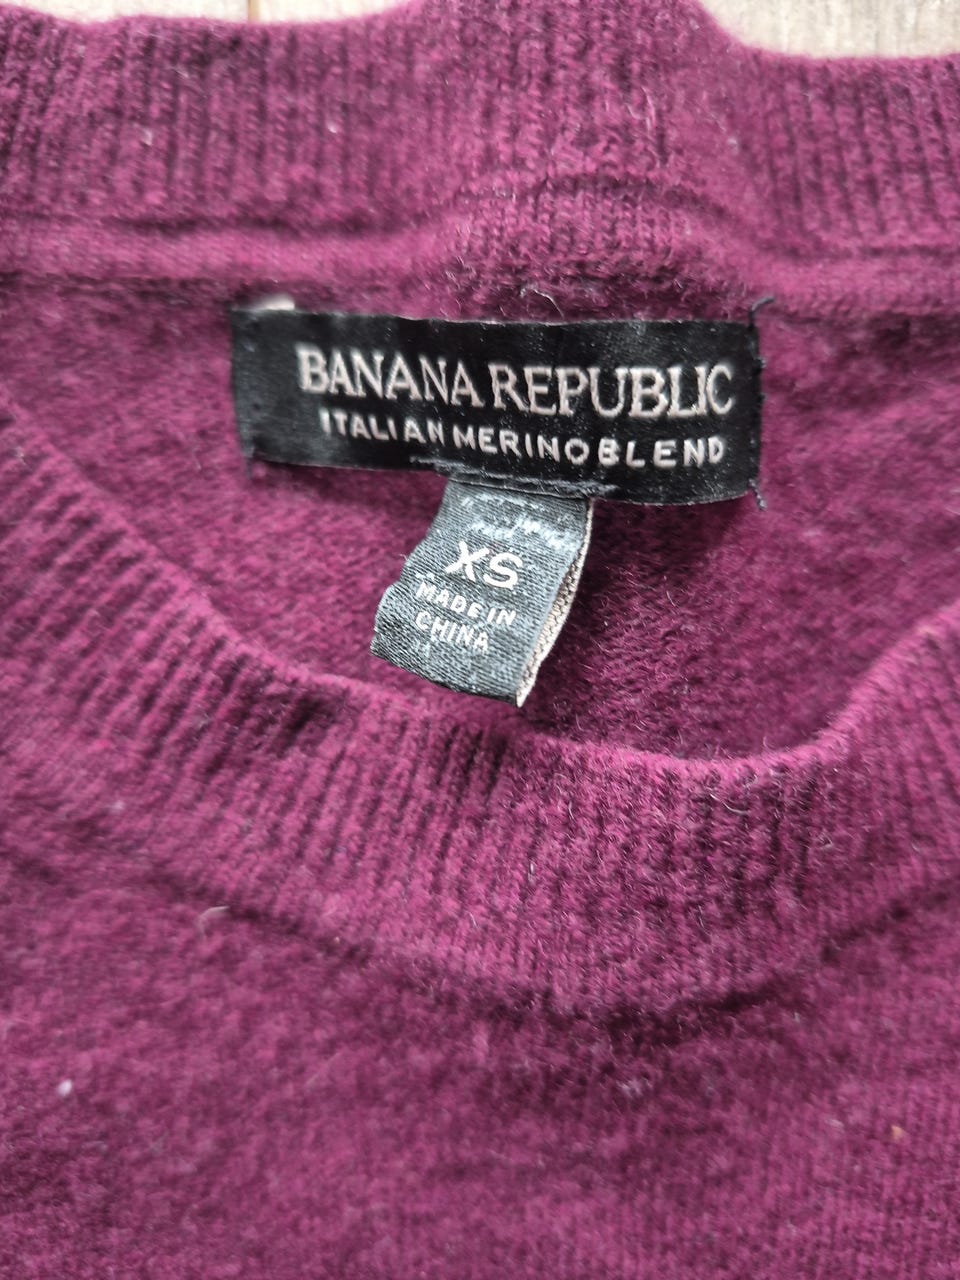 BANANA REPUBLIC
ITALIAN MERINO BLEND
XS
MADE IN
CHINA